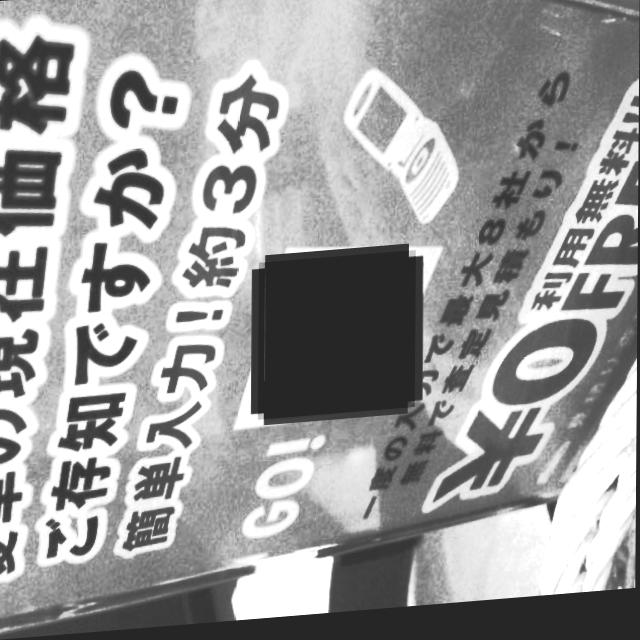 の現在価格
ご存知ですか?
簡単入力!約3分
GO!
一度の入力で最大8社から
無料で査定見積もり!
利用無料!!
¥0FRE